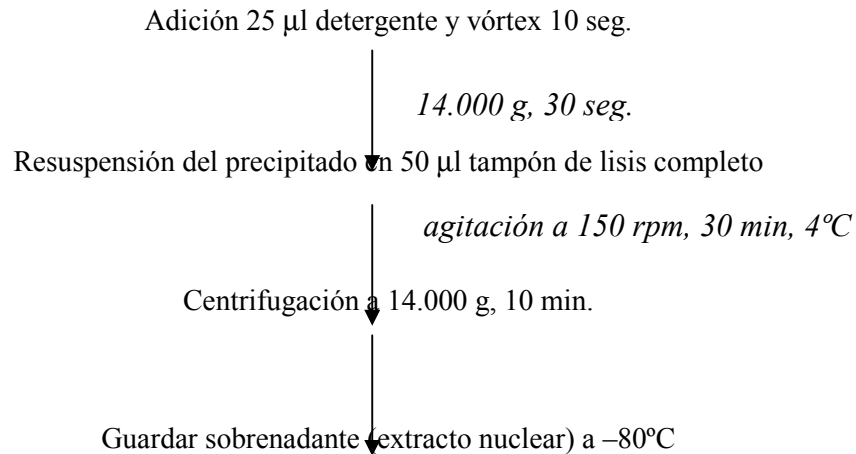 Adición 25 μl detergente y vórtex 10 seg.
14.000 g, 30 seg.
Resuspensión del precipitado en 50 μl tampón de lisis completo
agitación a 150 rpm, 30 min, 4ºC
Centrifugación a 14.000 g, 10 min.
Guardar sobrenadante (extracto nuclear) a –80ºC